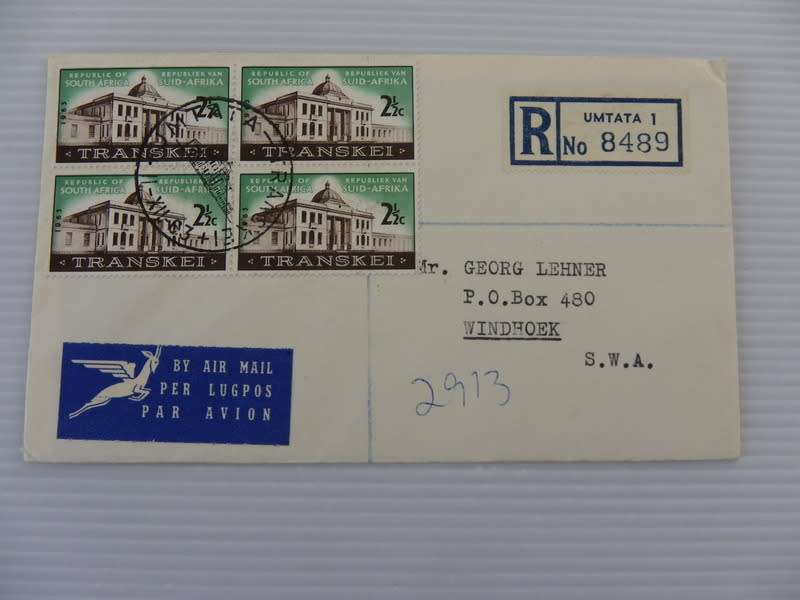 REPUBLIC OF REPUBLIEK VAN
SOUTH AFRICA SUID-AFRIKA
1963
2½c
TRANSKEI
REPUBLIC OF REPUBLIEK VAN
SOUTH AFRICA SUID-AFRIKA
2½c
TRANSKEI
REPUBLIC OF REPUBLIEK VAN
SOUTH AFRICA SUID-AFRIKA
1963
2½c
TRANSKEI
REPUBLIC OF REPUBLIEK VAN
SOUTH AFRICA SUID-AFRIKA
1963
2½c
TRANSKEI
R
UMTATA 1
No 8489
Mr. GEORG LEHNER
P.O.Box 480
WINDHOEK
S.W.A.
BY AIR MAIL
PER LUGPOS
PAR AVION
2913